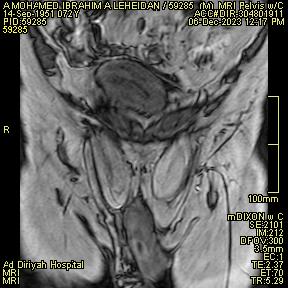 A MOHAMED,IBRAHIM A LEHEIDAN / 59285 (M) MRI Pelvis w/C
14-Sep-1951 072Y ACC#DIR-304801911
PID:59285 06-Dec-2023 12:17 PM
59285
R
100mm
mDIXON w C
SE:2101
IM:212
DFOV:300
3.5mm
EC:1
Ad Diriyah Hospital TE:2.37
MRI ET:70
MRI TR:5.29